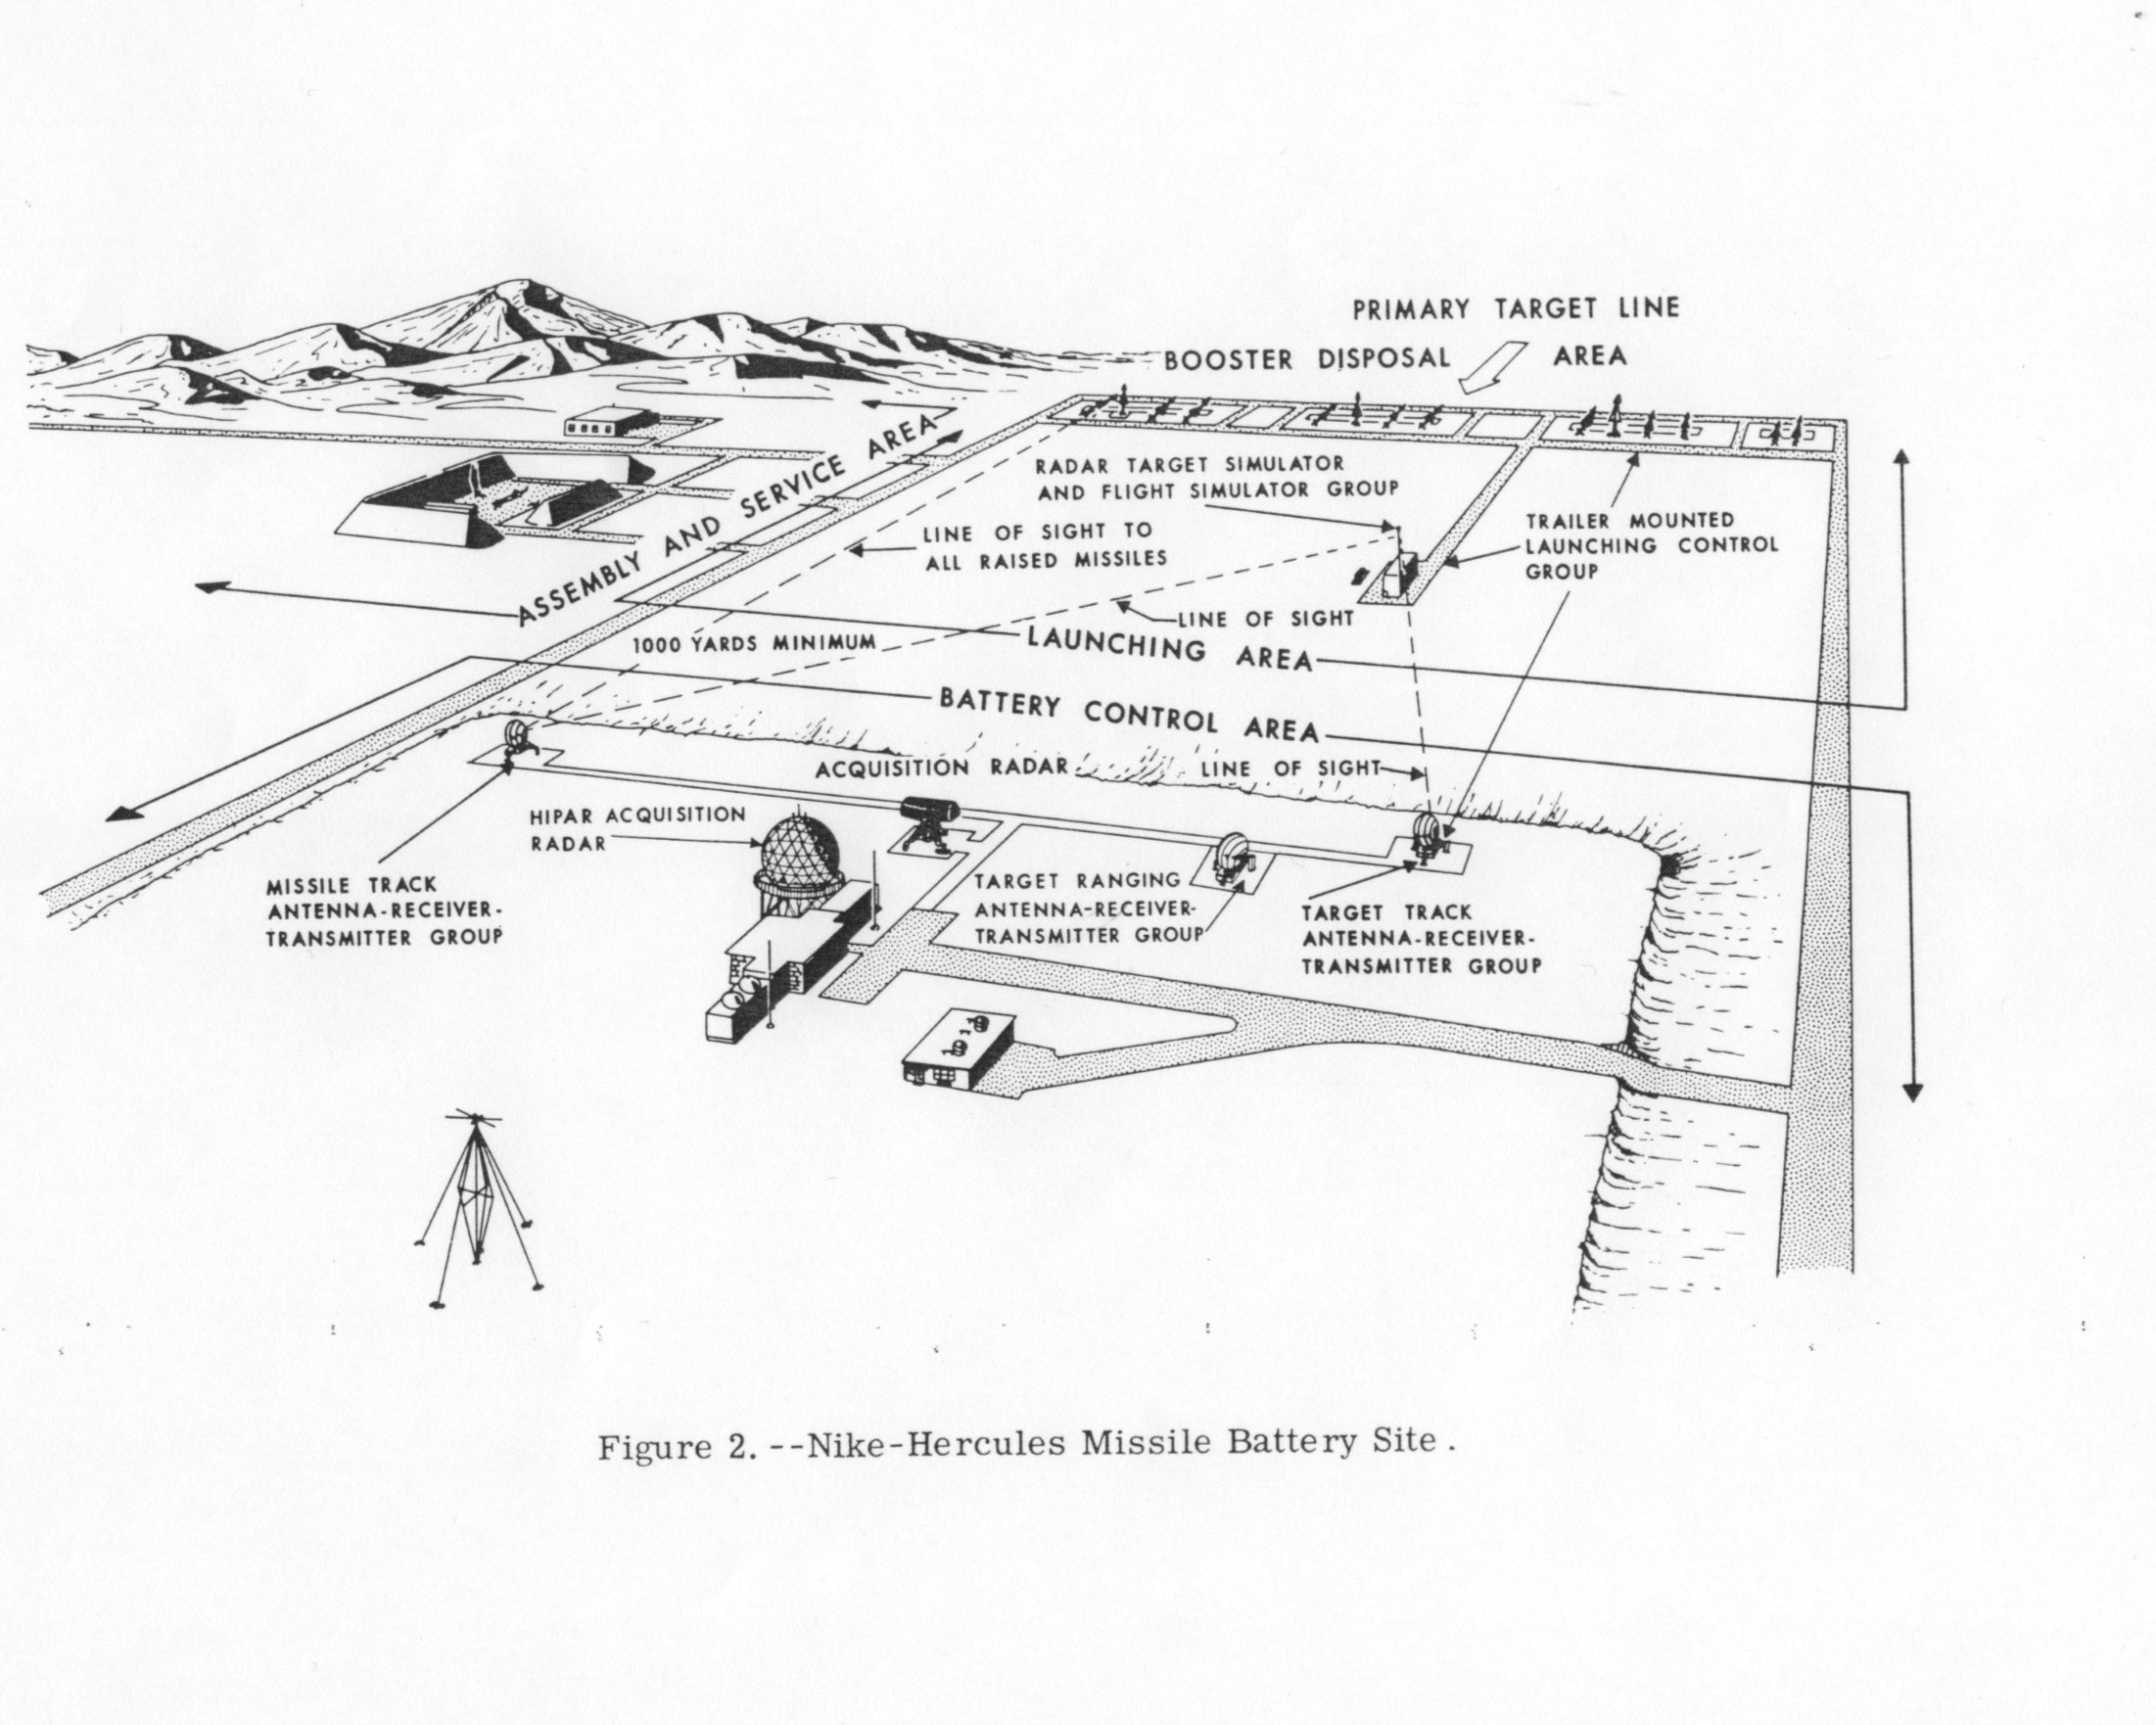 PRIMARY TARGET LINE
BOOSTER DISPOSAL AREA
ASSEMBLY AND SERVICE AREA
RADAR TARGET SIMULATOR
AND FLIGHT SIMULATOR GROUP
LINE OF SIGHT TO
ALL RAISED MISSILES
TRAILER MOUNTED
LAUNCHING CONTROL
GROUP
LINE OF SIGHT
1000 YARDS MINIMUM
LAUNCHING AREA
BATTERY CONTROL AREA
ACQUISITION RADAR
LINE OF SIGHT
HIPAR ACQUISITION
RADAR
MISSILE TRACK
ANTENNA-RECEIVER-
TRANSMITTER GROUP
TARGET RANGING
ANTENNA-RECEIVER-
TRANSMITTER GROUP
TARGET TRACK
ANTENNA-RECEIVER-
TRANSMITTER GROUP
Figure 2. --Nike-Hercules Missile Battery Site.